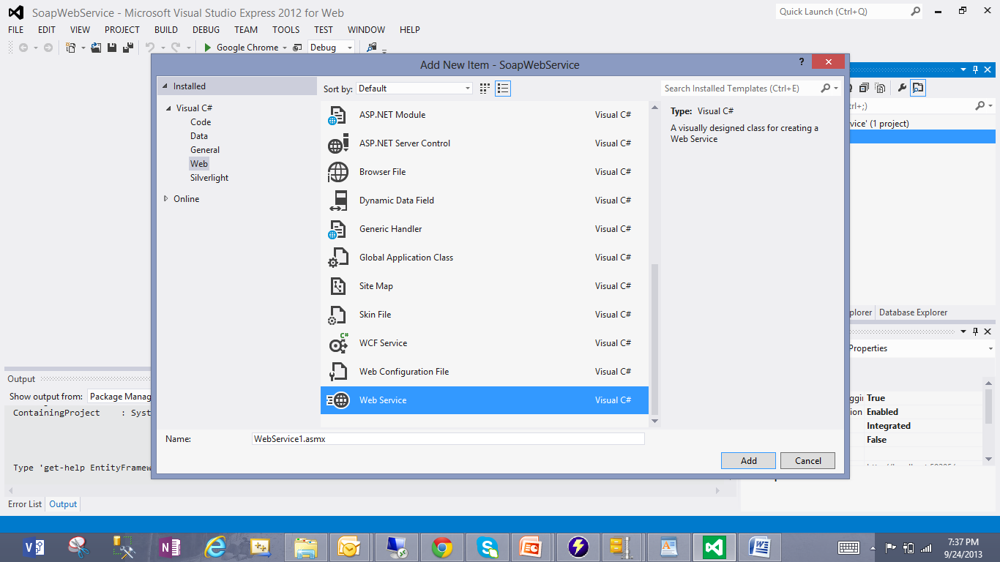 SoapWebService - Microsoft Visual Studio Express 2012 for Web
Quick Launch (Ctrl+Q)
FILE EDIT VIEW PROJECT BUILD DEBUG TEAM TOOLS TEST WINDOW HELP
Google Chrome Debug
Add New Item - SoapWebService
?
Installed
Visual C#
Code
Data
General
Web
Silverlight
Online
Sort by: Default
ASP.NET Module Visual C#
ASP.NET Server Control Visual C#
Browser File Visual C#
Dynamic Data Field Visual C#
Generic Handler Visual C#
Global Application Class Visual C#
Site Map Visual C#
Skin File Visual C#
WCF Service Visual C#
Web Configuration File Visual C#
Web Service Visual C#
Search Installed Templates (Ctrl+E)
Type: Visual C#
A visually designed class for creating a
Web Service
Name: WebService1.asmx
Add Cancel
trl+;)
vice' (1 project)
plorer Database Explorer
Properties
ggin True
ion Enabled
Integrated
False
Output
Show output from: Package Manag
ContainingProject : Syst
Type 'get-help EntityFramew
Error List Output
7:37 PM
9/24/2013